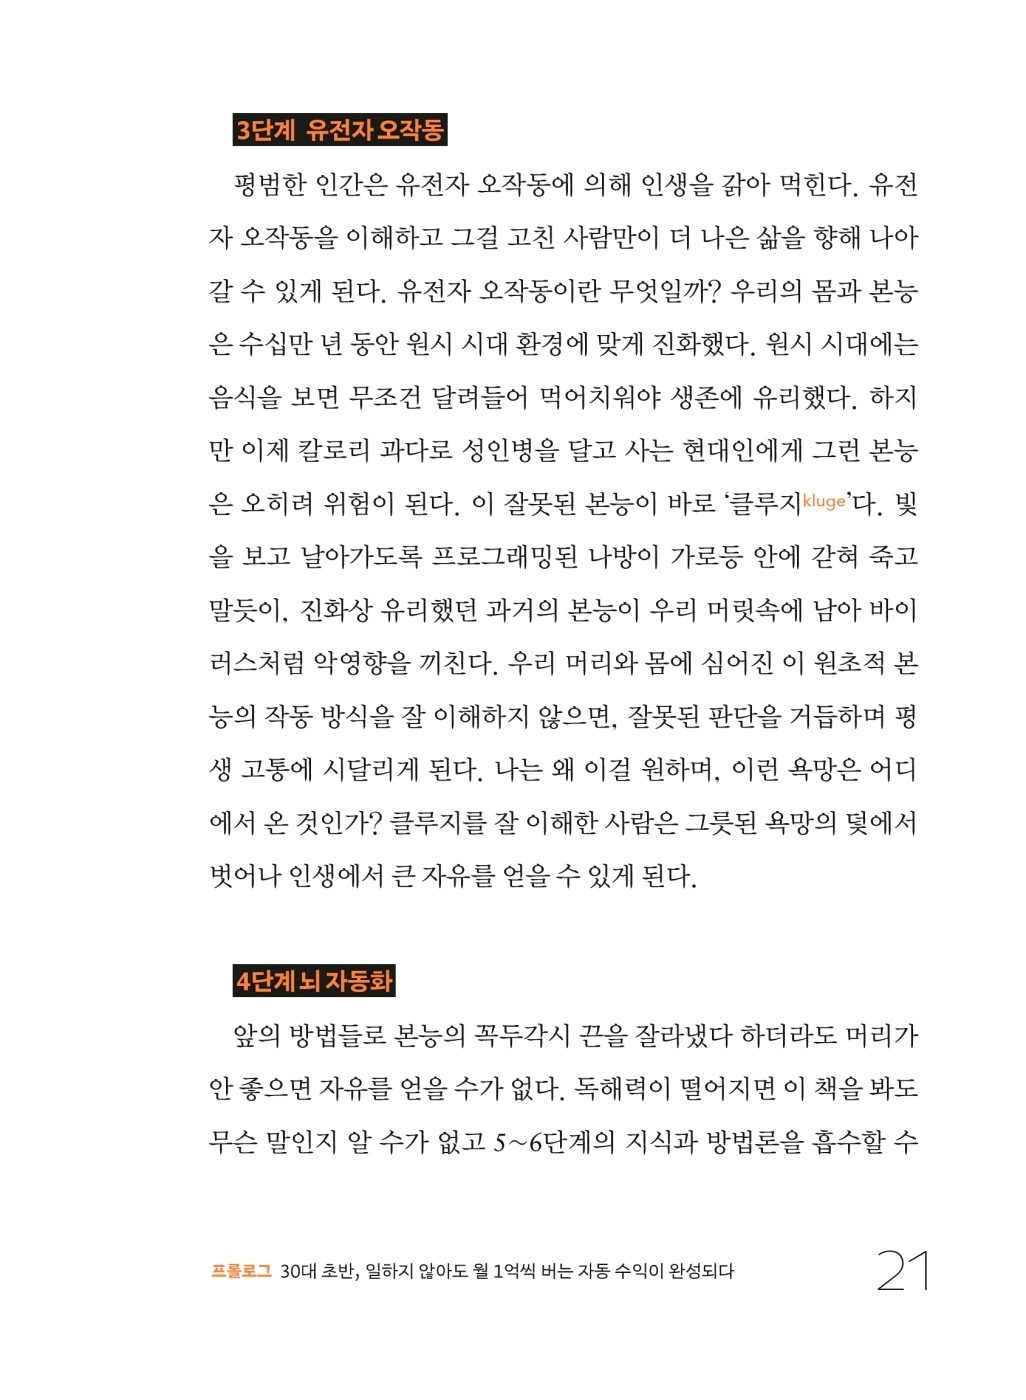 3단계 유전자 오작동
평범한 인간은 유전자 오작동에 의해 인생을 갉아 먹힌다. 유전
자 오작동을 이해하고 그걸 고친 사람만이 더 나은 삶을 향해 나아
갈 수 있게 된다. 유전자 오작동이란 무엇일까? 우리의 몸과 본능
은 수십만 년 동안 원시 시대 환경에 맞게 진화했다. 원시 시대에는
음식을 보면 무조건 달려들어 먹어치워야 생존에 유리했다. 하지
만 이제 칼로리 과다로 성인병을 달고 사는 현대인에게 그런 본능
은 오히려 위험이 된다. 이 잘못된 본능이 바로 ‘클루지kluge’다. 빛
을 보고 날아가도록 프로그래밍된 나방이 가로등 안에 갇혀 죽고
말듯이, 진화상 유리했던 과거의 본능이 우리 머릿속에 남아 바이
러스처럼 악영향을 끼친다. 우리 머리와 몸에 심어진 이 원초적 본
능의 작동 방식을 잘 이해하지 않으면, 잘못된 판단을 거듭하며 평
생 고통에 시달리게 된다. 나는 왜 이걸 원하며, 이런 욕망은 어디
에서 온 것인가? 클루지를 잘 이해한 사람은 그릇된 욕망의 덫에서
벗어나 인생에서 큰 자유를 얻을 수 있게 된다.
4단계 뇌 자동화
앞의 방법들로 본능의 꼭두각시 끈을 잘라냈다 하더라도 머리가
안 좋으면 자유를 얻을 수가 없다. 독해력이 떨어지면 이 책을 봐도
무슨 말인지 알 수가 없고 5~6단계의 지식과 방법론을 흡수할 수
프롤로그 30대 초반, 일하지 않아도 월 1억씩 버는 자동 수익이 완성되다
21